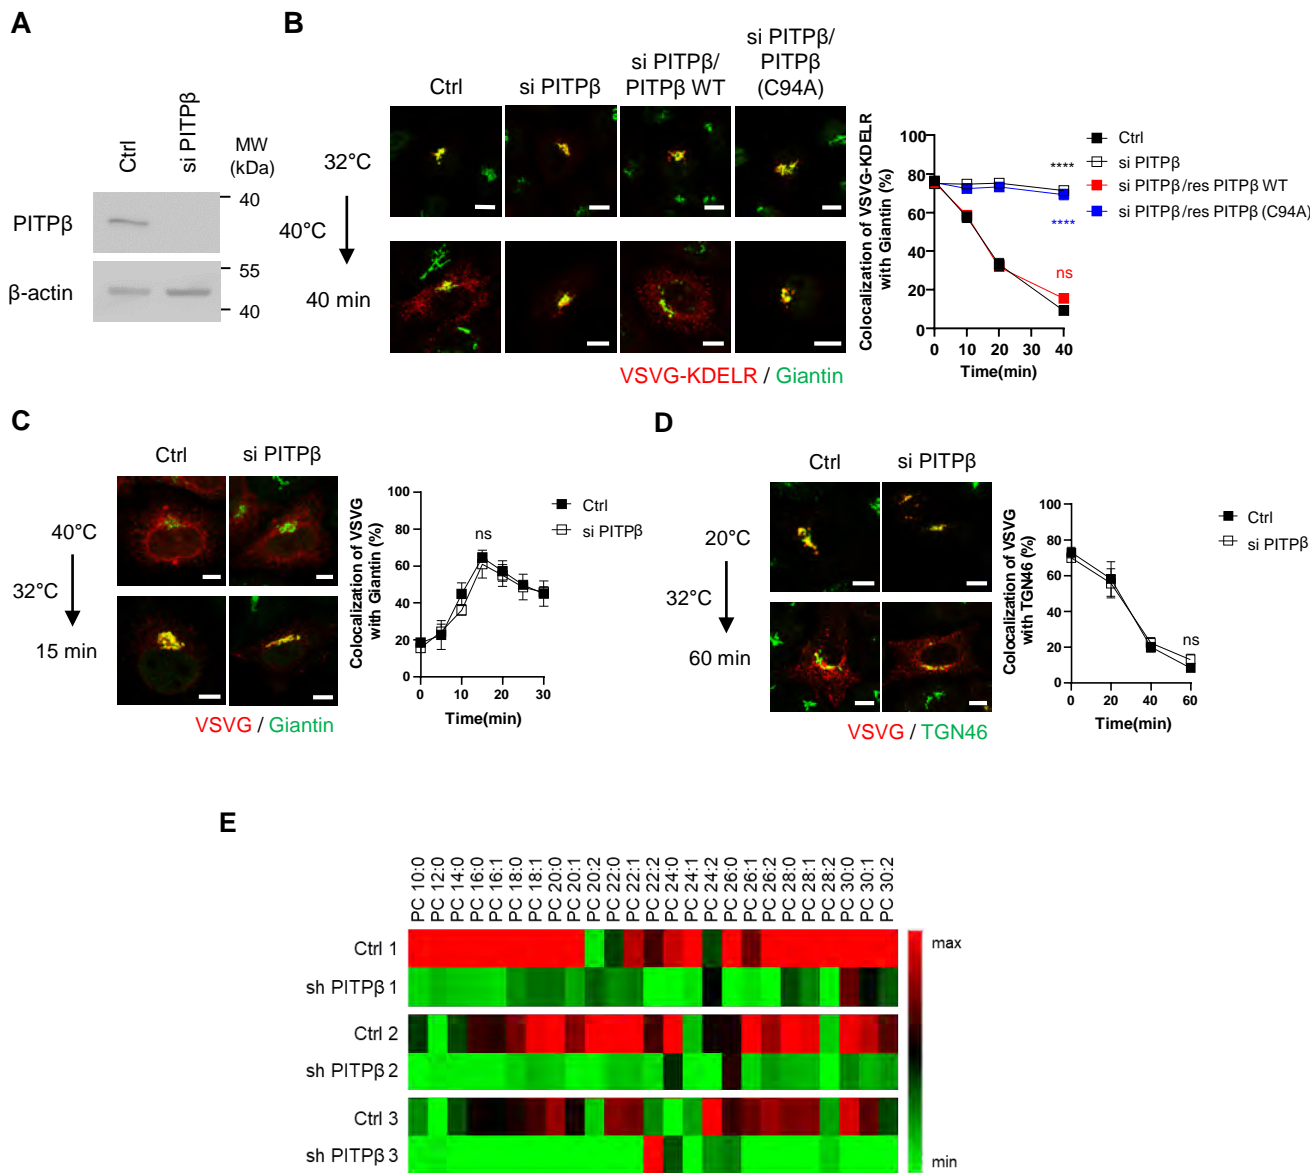 A
Ctrl
si PITPβ
MW
(kDa)
PITPβ
40
β-actin
55
40
B
Ctrl
si PITPβ
si PITPβ/
PITPβ WT
si PITPβ/
PITPβ
(C94A)
32°C
40°C
40 min
VSVG-KDELR / Giantin
Colocalization of VSVG-KDELR
with Giantin (%)
100
80
60
40
20
0
0 10 20 30 40
Time(min)
****
****
ns
Ctrl
si PITPβ
si PITPβ/res PITPβ WT
si PITPβ/res PITPβ (C94A)
C
Ctrl
si PITPβ
40°C
32°C
15 min
VSVG / Giantin
Colocalization of VSVG
with Giantin (%)
100
80
60
40
20
0
0 10 20 30
Time(min)
ns
Ctrl
si PITPβ
D
Ctrl
si PITPβ
20°C
32°C
60 min
VSVG / TGN46
Colocalization of VSVG
with TGN46 (%)
100
80
60
40
20
0
0 20 40 60
Time(min)
ns
Ctrl
si PITPβ
E
PC 10:0
PC 12:0
PC 14:0
PC 16:0
PC 16:1
PC 18:0
PC 18:1
PC 20:0
PC 20:1
PC 20:2
PC 22:0
PC 22:1
PC 22:2
PC 24:0
PC 24:1
PC 24:2
PC 26:0
PC 26:1
PC 26:2
PC 28:0
PC 28:1
PC 28:2
PC 30:0
PC 30:1
PC 30:2
Ctrl 1
sh PITPβ 1
Ctrl 2
sh PITPβ 2
Ctrl 3
sh PITPβ 3
max
min